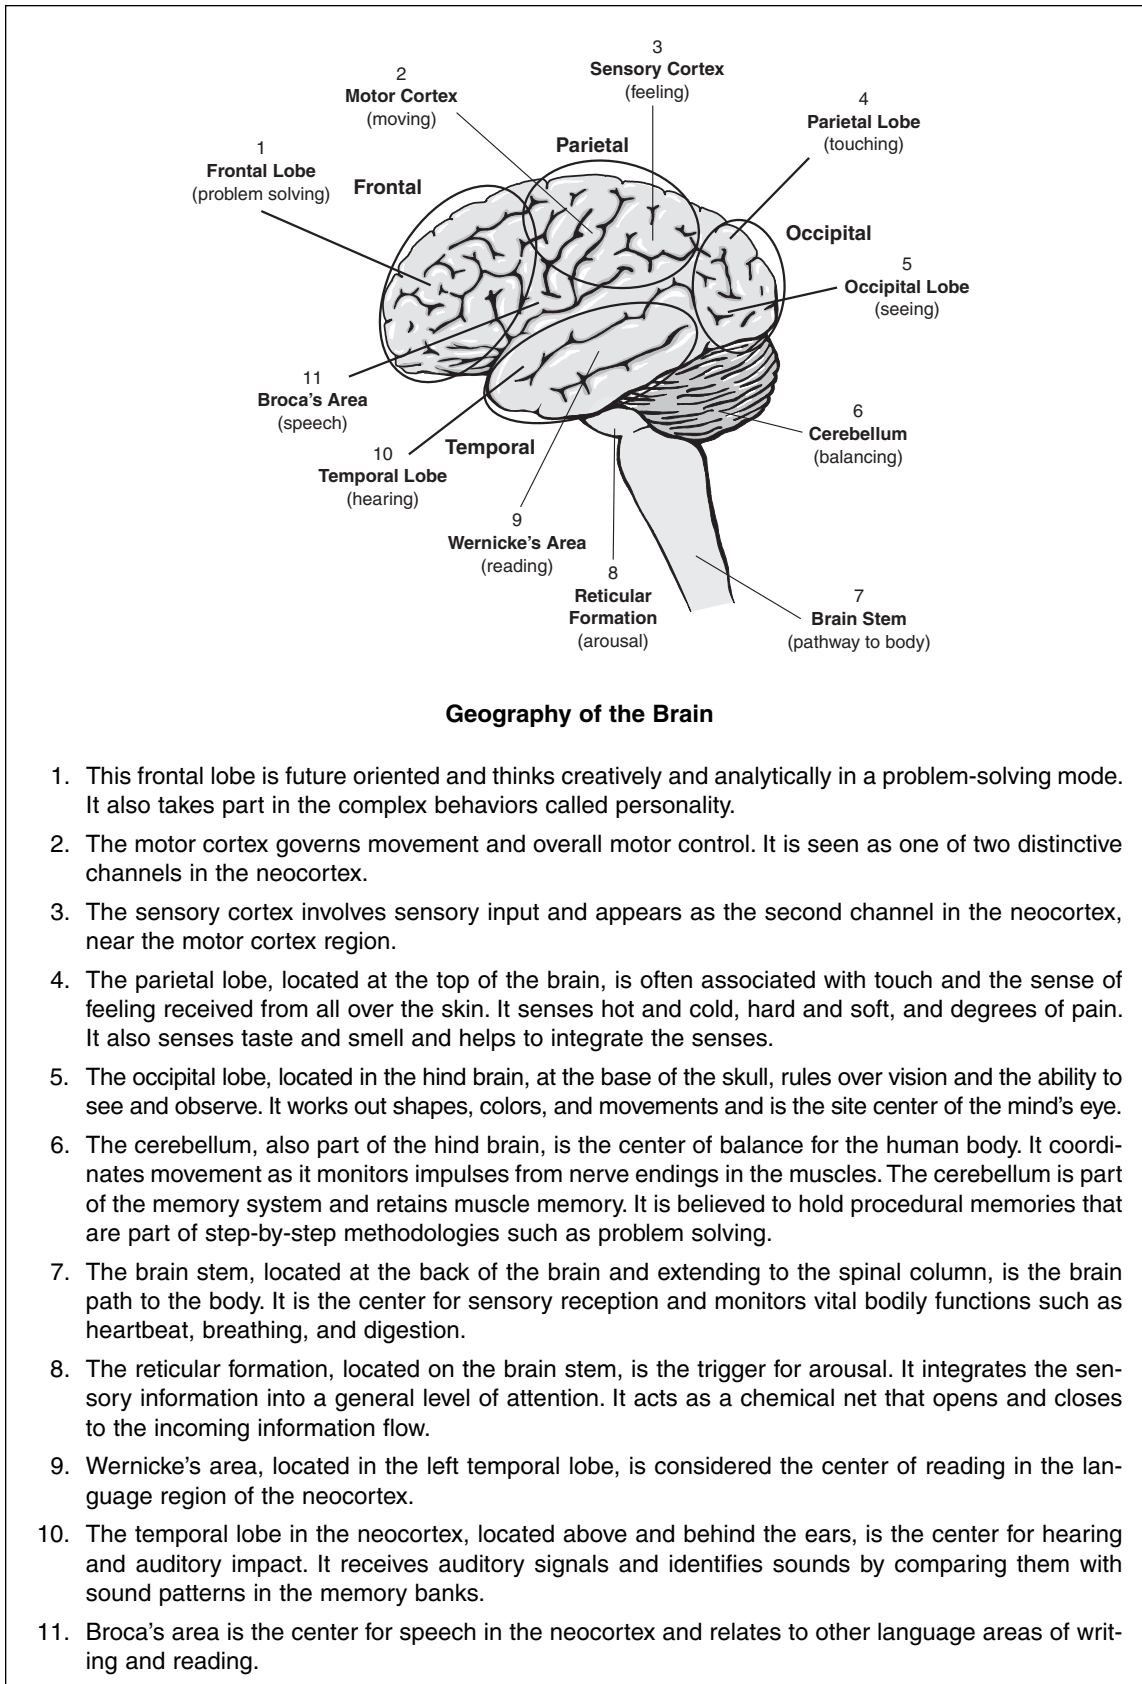 3
Sensory Cortex
(feeling)
2
Motor Cortex
(moving)
4
Parietal Lobe
(touching)
Parietal
1
Frontal Lobe
(problem solving)
Frontal
Occipital
5
Occipital Lobe
(seeing)
11
Broca's Area
(speech)
6
Cerebellum
(balancing)
Temporal
10
Temporal Lobe
(hearing)
9
Wernicke's Area
(reading)
8
Reticular
Formation
(arousal)
7
Brain Stem
(pathway to body)
Geography of the Brain
1. This frontal lobe is future oriented and thinks creatively and analytically in a problem-solving mode.
It also takes part in the complex behaviors called personality.
2. The motor cortex governs movement and overall motor control. It is seen as one of two distinctive
channels in the neocortex.
3. The sensory cortex involves sensory input and appears as the second channel in the neocortex,
near the motor cortex region.
4. The parietal lobe, located at the top of the brain, is often associated with touch and the sense of
feeling received from all over the skin. It senses hot and cold, hard and soft, and degrees of pain.
It also senses taste and smell and helps to integrate the senses.
5. The occipital lobe, located in the hind brain, at the base of the skull, rules over vision and the ability to
see and observe. It works out shapes, colors, and movements and is the site center of the mind's eye.
6. The cerebellum, also part of the hind brain, is the center of balance for the human body. It coordi-
nates movement as it monitors impulses from nerve endings in the muscles. The cerebellum is part
of the memory system and retains muscle memory. It is believed to hold procedural memories that
are part of step-by-step methodologies such as problem solving.
7. The brain stem, located at the back of the brain and extending to the spinal column, is the brain
path to the body. It is the center for sensory reception and monitors vital bodily functions such as
heartbeat, breathing, and digestion.
8. The reticular formation, located on the brain stem, is the trigger for arousal. It integrates the sen-
sory information into a general level of attention. It acts as a chemical net that opens and closes
to the incoming information flow.
9. Wernicke's area, located in the left temporal lobe, is considered the center of reading in the lan-
guage region of the neocortex.
10. The temporal lobe in the neocortex, located above and behind the ears, is the center for hearing
and auditory impact. It receives auditory signals and identifies sounds by comparing them with
sound patterns in the memory banks.
11. Broca's area is the center for speech in the neocortex and relates to other language areas of writ-
ing and reading.